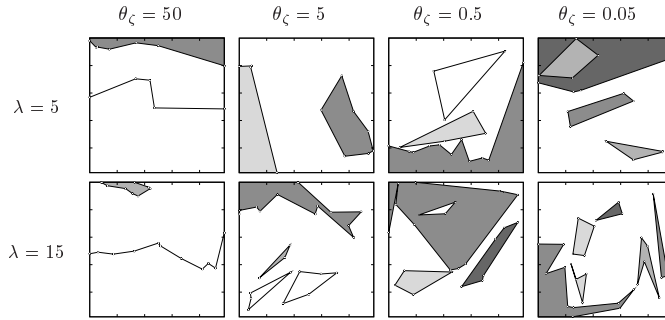 θ_ζ = 50 θ_ζ = 5 θ_ζ = 0.5 θ_ζ = 0.05
λ = 5
λ = 15